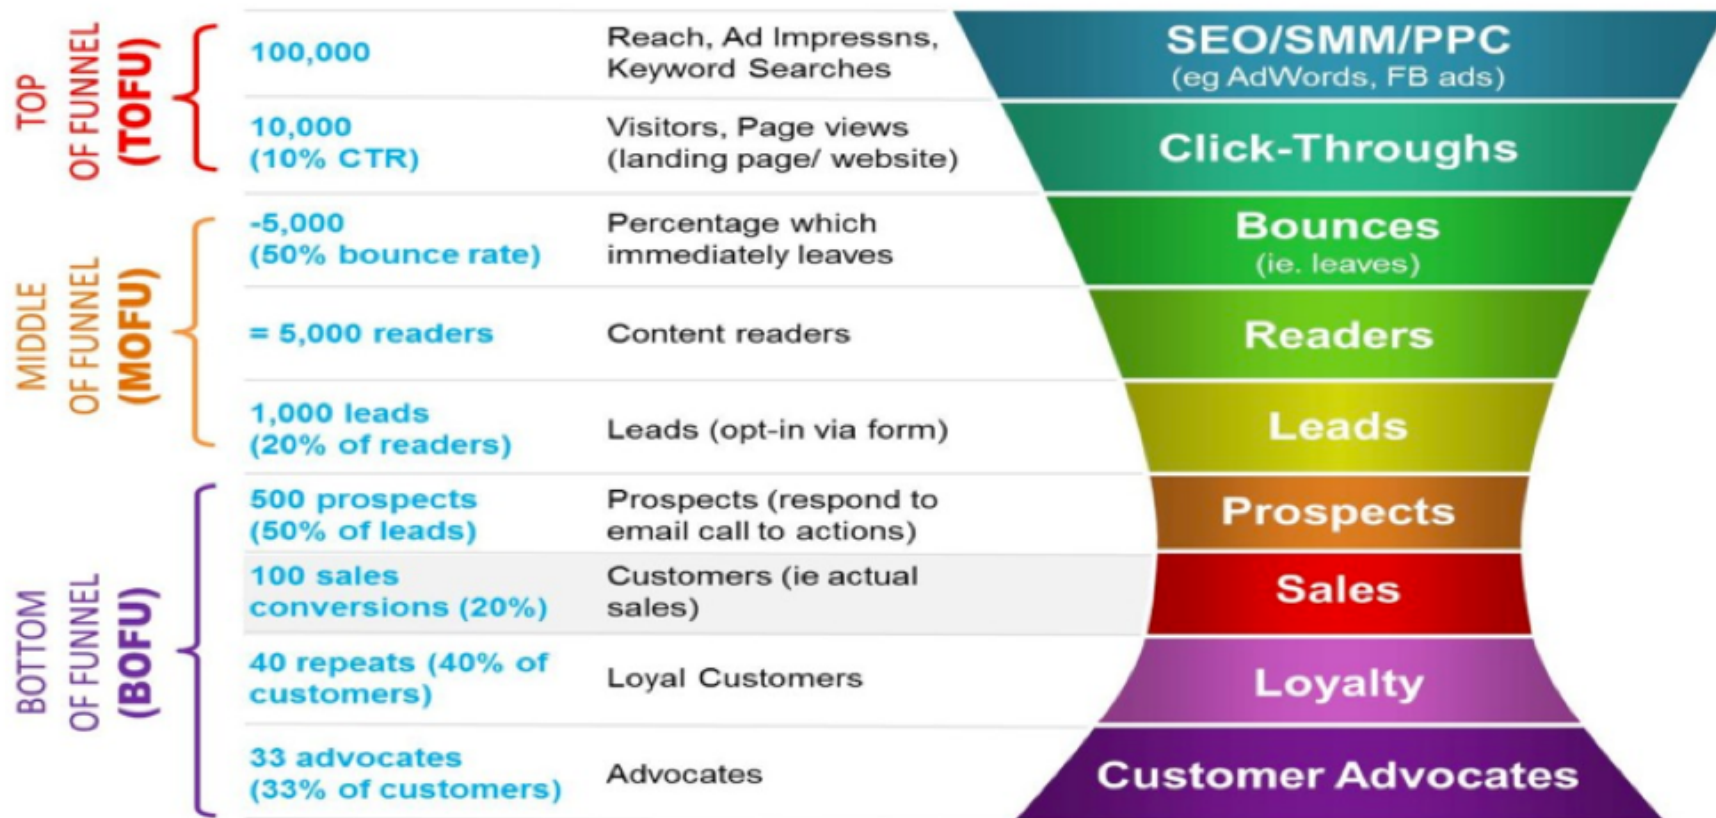 TOP
OF FUNNEL
(TOFU)
100,000
Reach, Ad Impressns,
Keyword Searches
SEO/SMM/PPC
(eg AdWords, FB ads)
10,000
(10% CTR)
Visitors, Page views
(landing page/ website)
Click-Throughs
MIDDLE
OF FUNNEL
(MOFU)
-5,000
(50% bounce rate)
Percentage which
immediately leaves
Bounces
(ie. leaves)
= 5,000 readers
Content readers
Readers
1,000 leads
(20% of readers)
Leads (opt-in via form)
Leads
BOTTOM
OF FUNNEL
(BOFU)
500 prospects
(50% of leads)
Prospects (respond to
email call to actions)
Prospects
100 sales
conversions (20%)
Customers (ie actual
sales)
Sales
40 repeats (40% of
customers)
Loyal Customers
Loyalty
33 advocates
(33% of customers)
Advocates
Customer Advocates